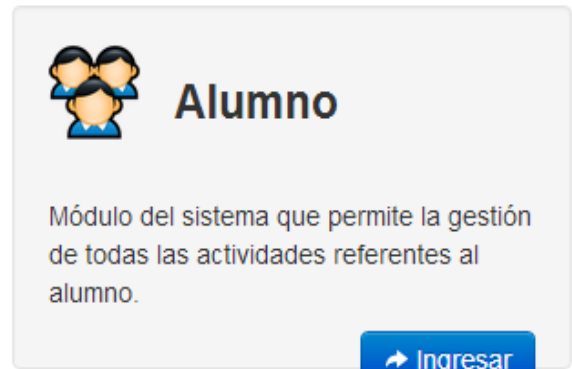 Alumno
Módulo del sistema que permite la gestión
de todas las actividades referentes al
alumno.
Ingresar